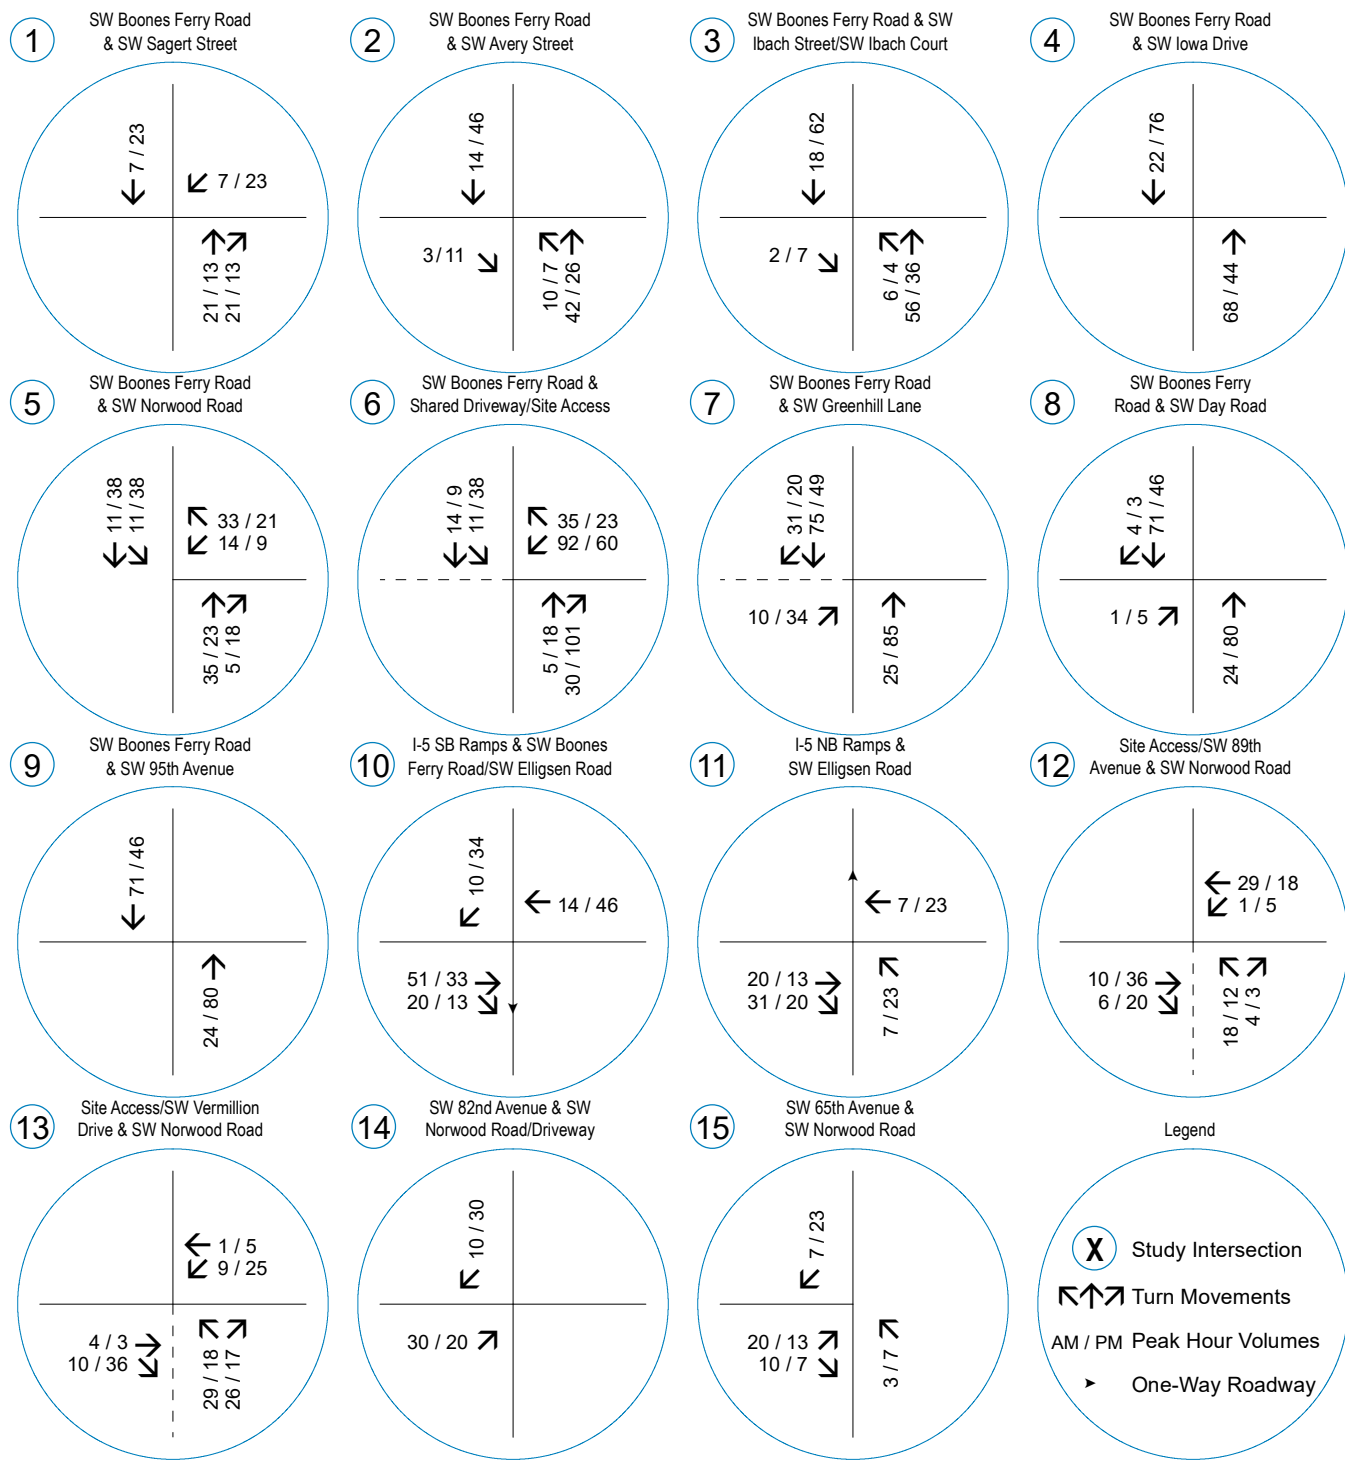 1
SW Boones Ferry Road
& SW Sagert Street
7 / 23
7 / 23
21 / 13
21 / 13
2
SW Boones Ferry Road
& SW Avery Street
14 / 46
3 / 11
10 / 7
42 / 26
3
SW Boones Ferry Road & SW
Ibach Street/SW Ibach Court
18 / 62
2 / 7
6 / 4
56 / 36
4
SW Boones Ferry Road
& SW Iowa Drive
22 / 76
68 / 44
5
SW Boones Ferry Road
& SW Norwood Road
11 / 38
11 / 38
33 / 21
14 / 9
35 / 23
5 / 18
6
SW Boones Ferry Road &
Shared Driveway/Site Access
14 / 9
11 / 38
35 / 23
92 / 60
5 / 18
30 / 101
7
SW Boones Ferry Road
& SW Greenhill Lane
31 / 20
75 / 49
10 / 34
25 / 85
8
SW Boones Ferry
Road & SW Day Road
4 / 3
71 / 46
1 / 5
24 / 80
9
SW Boones Ferry Road
& SW 95th Avenue
71 / 46
24 / 80
10
I-5 SB Ramps & SW Boones
Ferry Road/SW Elligsen Road
10 / 34
14 / 46
51 / 33
20 / 13
11
I-5 NB Ramps &
SW Elligsen Road
7 / 23
20 / 13
31 / 20
7 / 23
12
Site Access/SW 89th
Avenue & SW Norwood Road
29 / 18
1 / 5
10 / 36
6 / 20
18 / 12
4 / 3
13
Site Access/SW Vermillion
Drive & SW Norwood Road
1 / 5
9 / 25
4 / 3
10 / 36
29 / 18
26 / 17
14
SW 82nd Avenue & SW
Norwood Road/Driveway
10 / 30
30 / 20
15
SW 65th Avenue &
SW Norwood Road
7 / 23
20 / 13
10 / 7
3 / 7
Legend
X Study Intersection
Turn Movements
AM / PM Peak Hour Volumes
One-Way Roadway